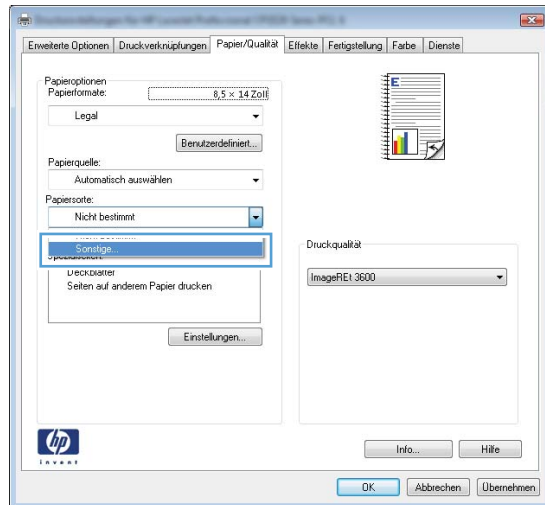 Erweiterte Optionen Druckverknüpfungen Papier/Qualität Effekte Fertigstellung Farbe Dienste
Papieroptionen
Papierformate: 8,5 × 14 Zoll
Legal
Benutzerdefiniert...
Papierquelle:
Automatisch auswählen
Papiersorte:
Nicht bestimmt
Sonstige...
Deckblätter
Seiten auf anderem Papier drucken
Einstellungen...
E
Druckqualität
ImageREt 3600
hp
invent
Info... Hilfe
OK Abbrechen Übernehmen